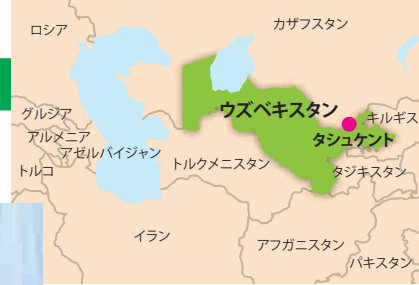 ロシア
カザフスタン
ウズベキスタン
グルジア
キルギス
アルメニア
タシュケント
アゼルバイジャン
トルクメニスタン
トルコ
タジキスタン
イラン
アフガニスタン
パキスタン